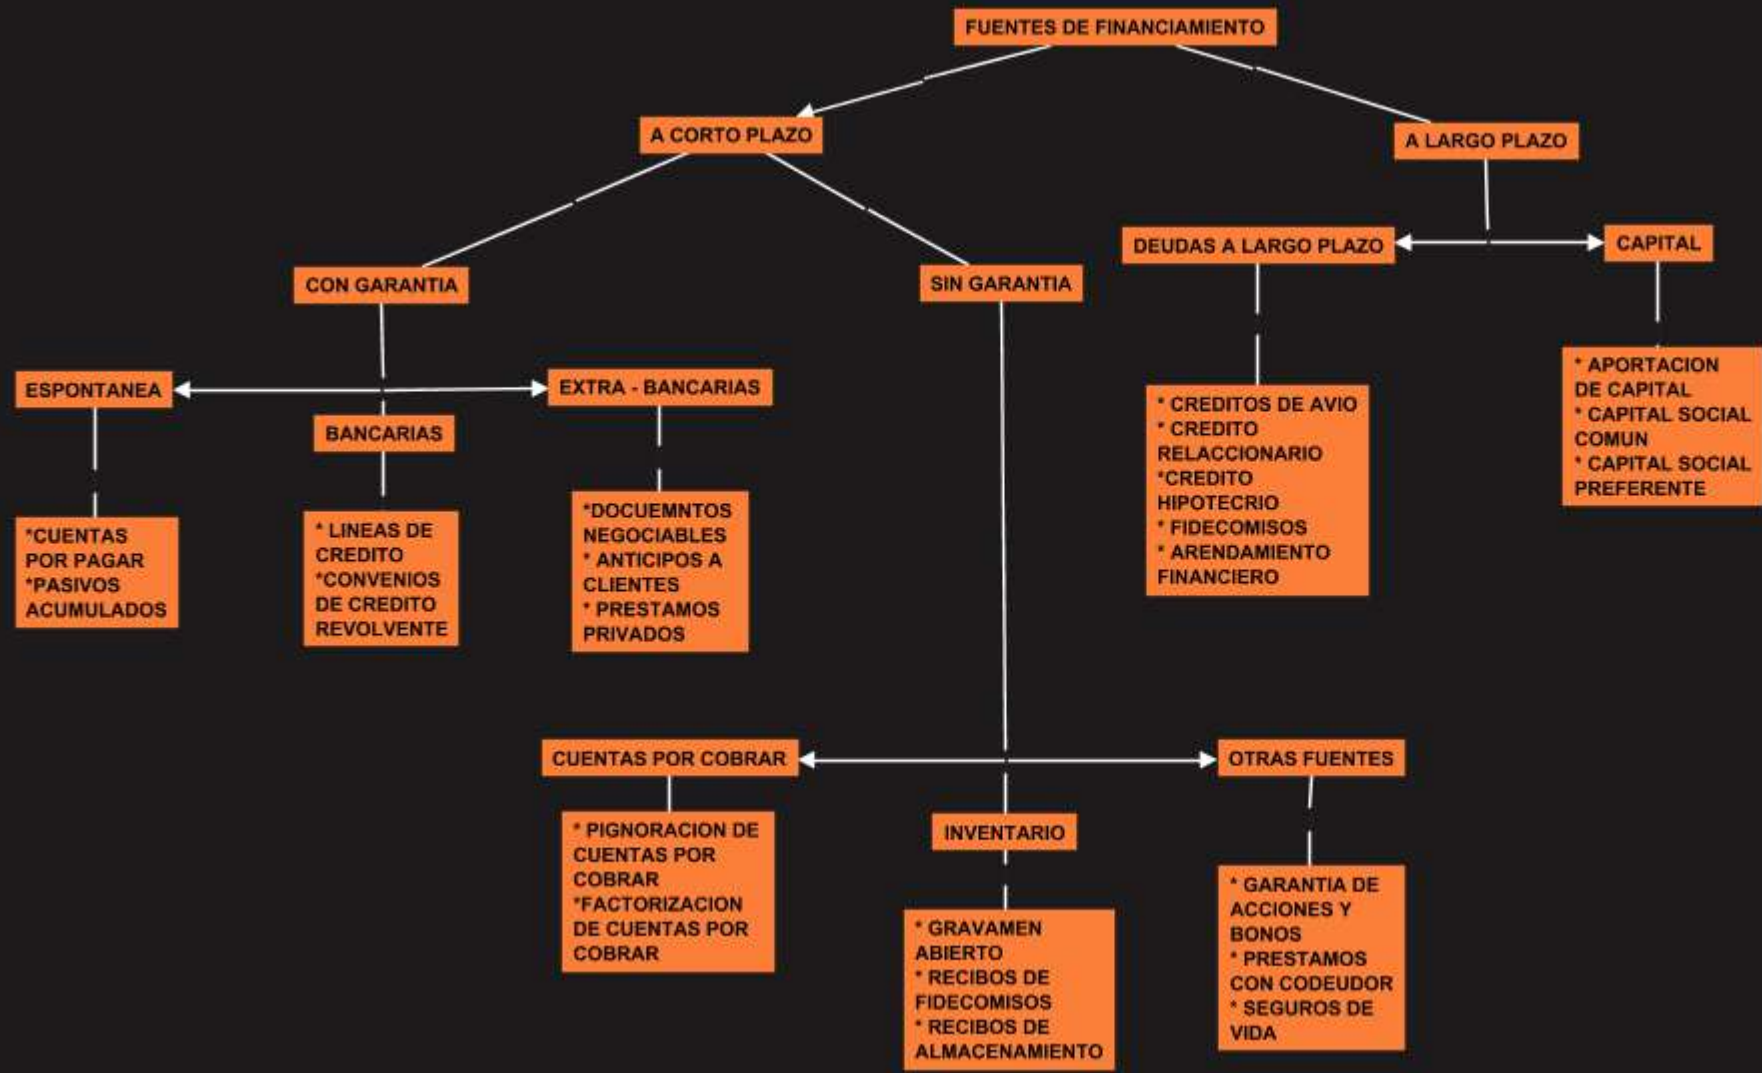 FUENTES DE FINANCIAMIENTO
A CORTO PLAZO
A LARGO PLAZO
CON GARANTIA
SIN GARANTIA
DEUDAS A LARGO PLAZO
CAPITAL
ESPONTANEA
BANCARIAS
EXTRA - BANCARIAS
*CUENTAS
POR PAGAR
*PASIVOS
ACUMULADOS
* LINEAS DE
CREDITO
*CONVENIOS
DE CREDITO
REVOLVENTE
*DOCUEMNTOS
NEGOCIABLES
* ANTICIPOS A
CLIENTES
* PRESTAMOS
PRIVADOS
* CREDITOS DE AVIO
* CREDITO
RELACCIONARIO
*CREDITO
HIPOTECRIO
* FIDECOMISOS
* ARENDAMIENTO
FINANCIERO
* APORTACION
DE CAPITAL
* CAPITAL SOCIAL
COMUN
* CAPITAL SOCIAL
PREFERENTE
CUENTAS POR COBRAR
INVENTARIO
OTRAS FUENTES
* PIGNORACION DE
CUENTAS POR
COBRAR
*FACTORIZACION
DE CUENTAS POR
COBRAR
* GRAVAMEN
ABIERTO
* RECIBOS DE
FIDECOMISOS
* RECIBOS DE
ALMACENAMIENTO
* GARANTIA DE
ACCIONES Y
BONOS
* PRESTAMOS
CON CODEUDOR
* SEGUROS DE
VIDA